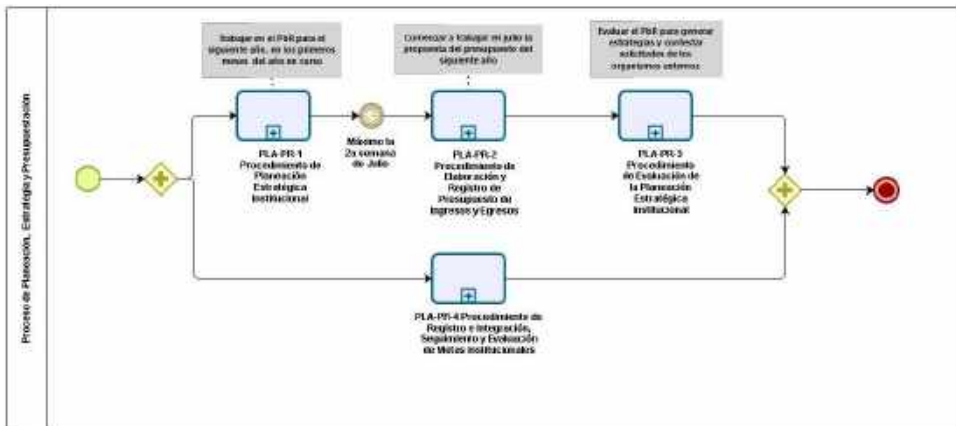 Proceso de Planeación, Estrategia y Presupuestación
trabajar en el PbR para el
siguiente año, en los primeros
meses del año en curso
Comenzar a trabajar en julio la
propuesta del presupuesto del
siguiente año
Evaluar el PbR para generar
estrategias y contestar
solicitudes de los
organismos externos
PLA-PR-1
Procedimiento de
Planeación
Estratégica
Institucional
Máximo la
2a semana
de Julio
PLA-PR-2
Procedimiento de
Elaboración y
Registro de
Presupuesto de
Ingresos y Egresos
PLA-PR-3
Procedimiento
de Evaluación de
la Planeación
Estratégica
Institucional
PLA-PR-4 Procedimiento de
Registro e Integración,
Seguimiento y Evaluación
de Metas Institucionales